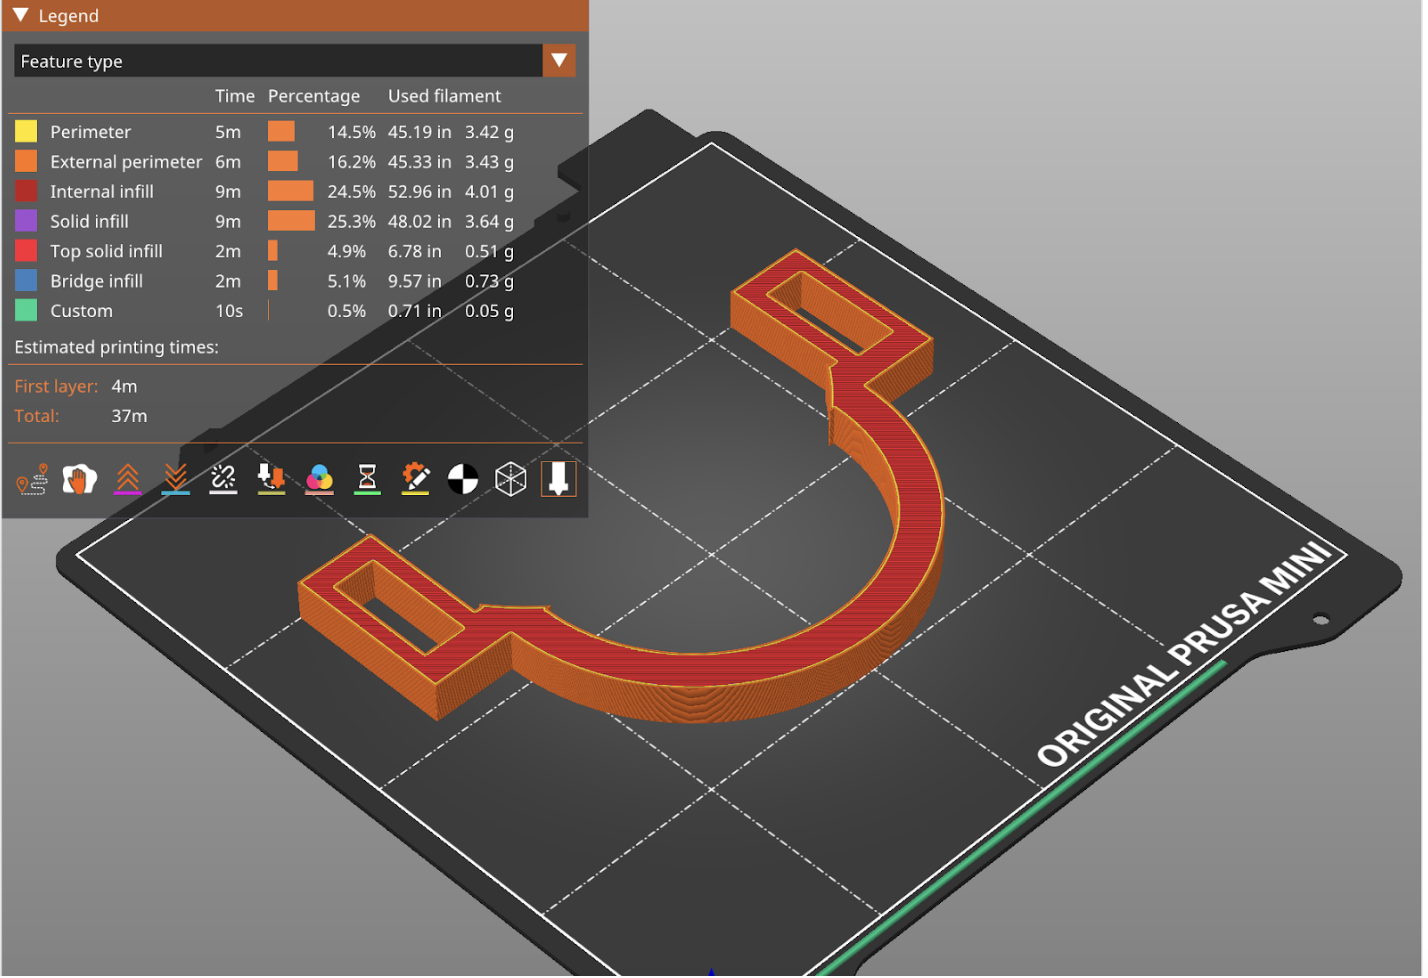 Legend
Feature type
Time Percentage Used filament
Perimeter 5m 14.5% 45.19 in 3.42 g
External perimeter 6m 16.2% 45.33 in 3.43 g
Internal infill 9m 24.5% 52.96 in 4.01 g
Solid infill 9m 25.3% 48.02 in 3.64 g
Top solid infill 2m 4.9% 6.78 in 0.51 g
Bridge infill 2m 5.1% 9.57 in 0.73 g
Custom 10s 0.5% 0.71 in 0.05 g
Estimated printing times:
First layer: 4m
Total: 37m
ORIGINAL PRUSA MINI